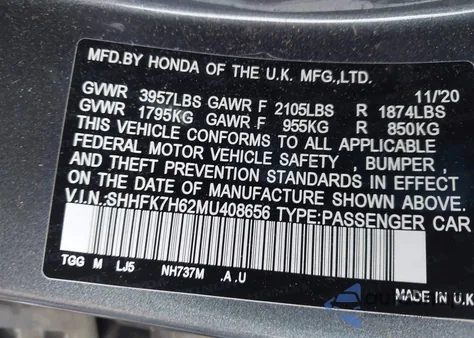 MFD.BY HONDA OF THE U.K. MFG.,LTD.
11/'20
GVWR 3957LBS GAWR F 2105LBS R 1874LBS
GVWR 1795KG GAWR F 955KG R 850KG
THIS VEHICLE CONFORMS TO ALL APPLICABLE
FEDERAL MOTOR VEHICLE SAFETY , BUMPER ,
AND THEFT PREVENTION STANDARDS IN EFFECT
ON THE DATE OF MANUFACTURE SHOWN ABOVE.
V.I.N.:SHHFK7H62MU408656 TYPE:PASSENGER CAR
TGG M LJ5 NH737M .A.U
MADE IN U.K